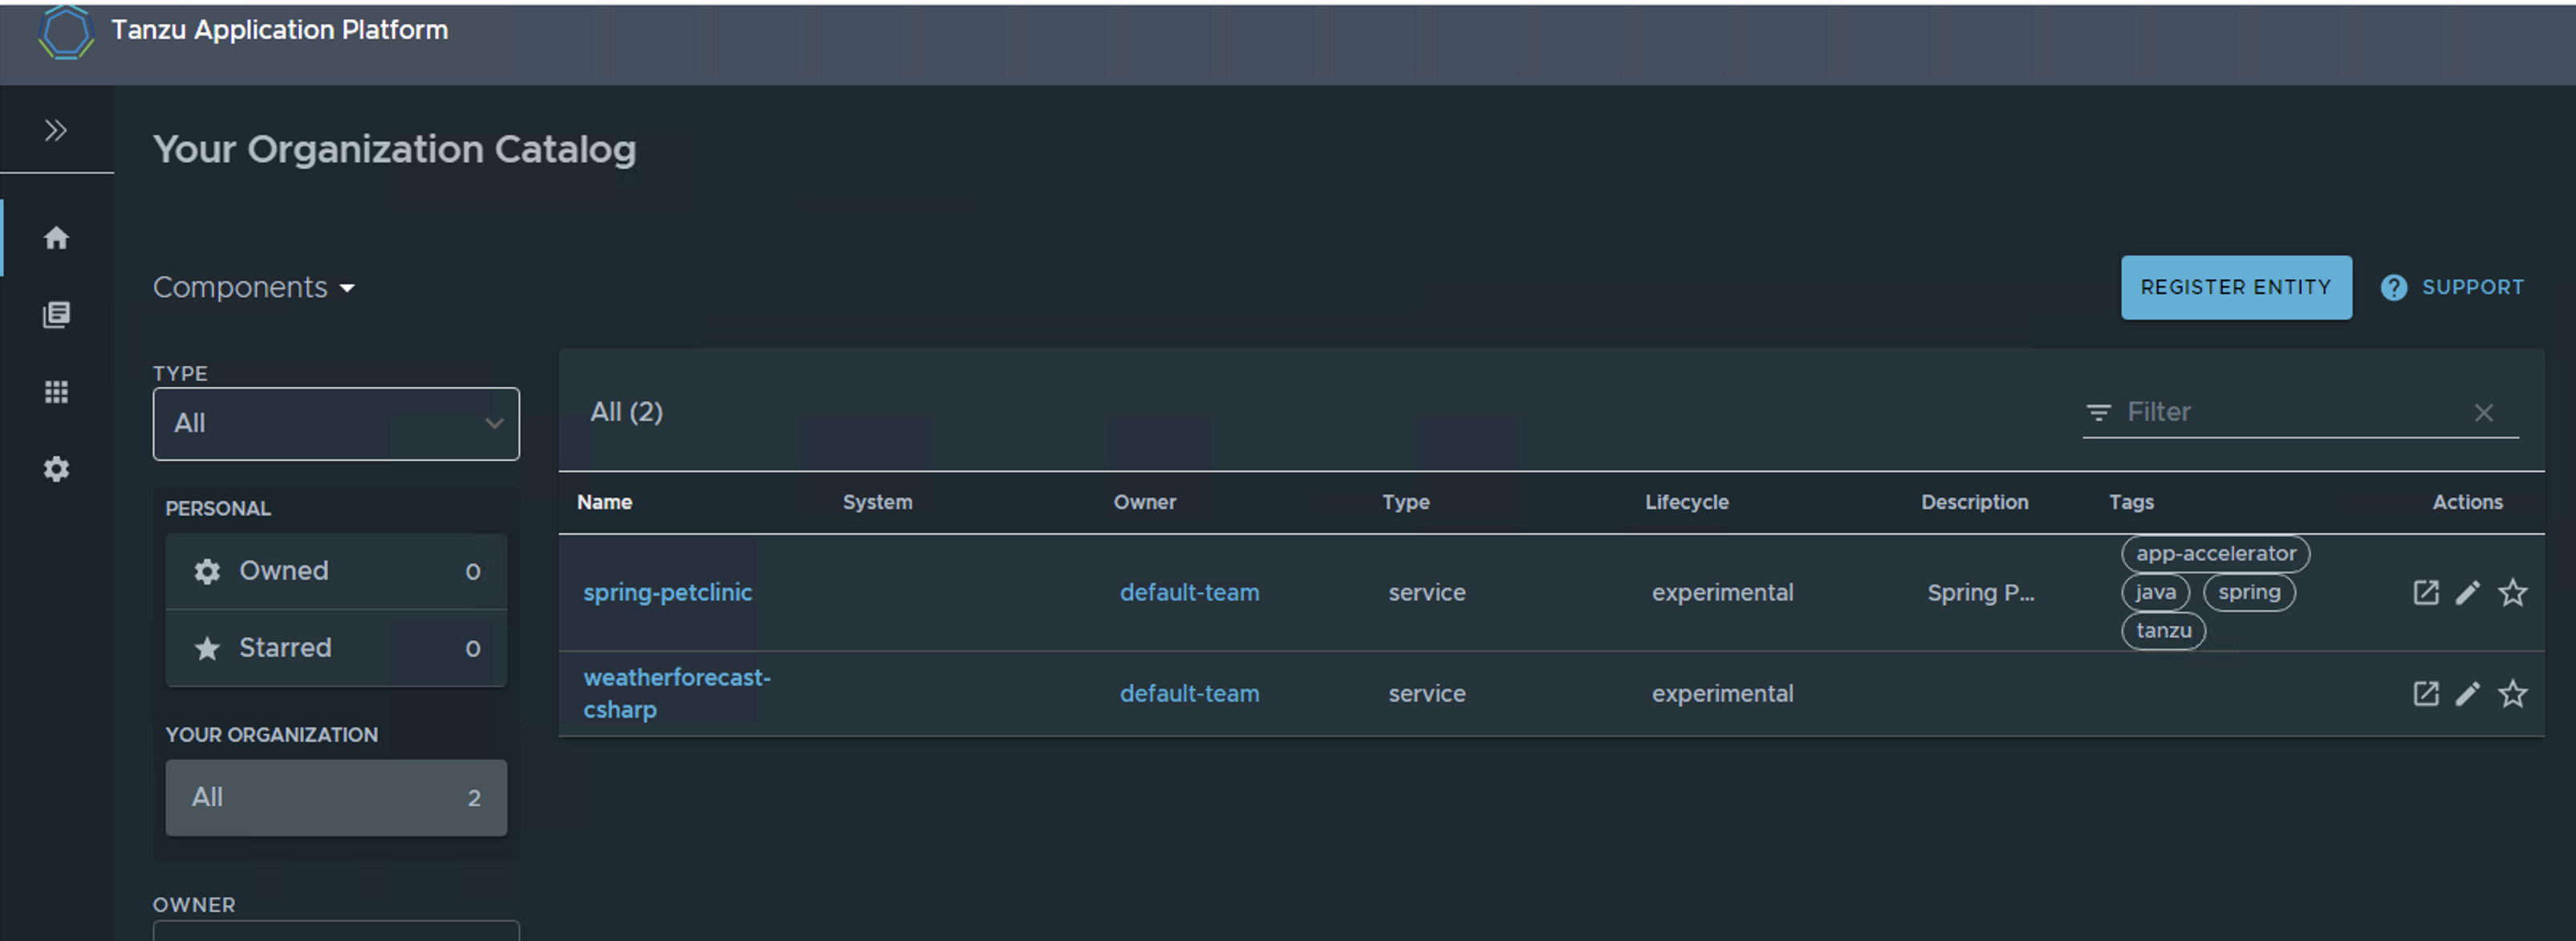 Tanzu Application Platform
Your Organization Catalog
Components
REGISTER ENTITY
SUPPORT
TYPE
All
PERSONAL
Owned 0
Starred 0
YOUR ORGANIZATION
All 2
OWNER
All (2)
Filter
Name System Owner Type Lifecycle Description Tags Actions
spring-petclinic default-team service experimental Spring P...
app-accelerator
java spring
tanzu
weatherforecast-
csharp
default-team service experimental